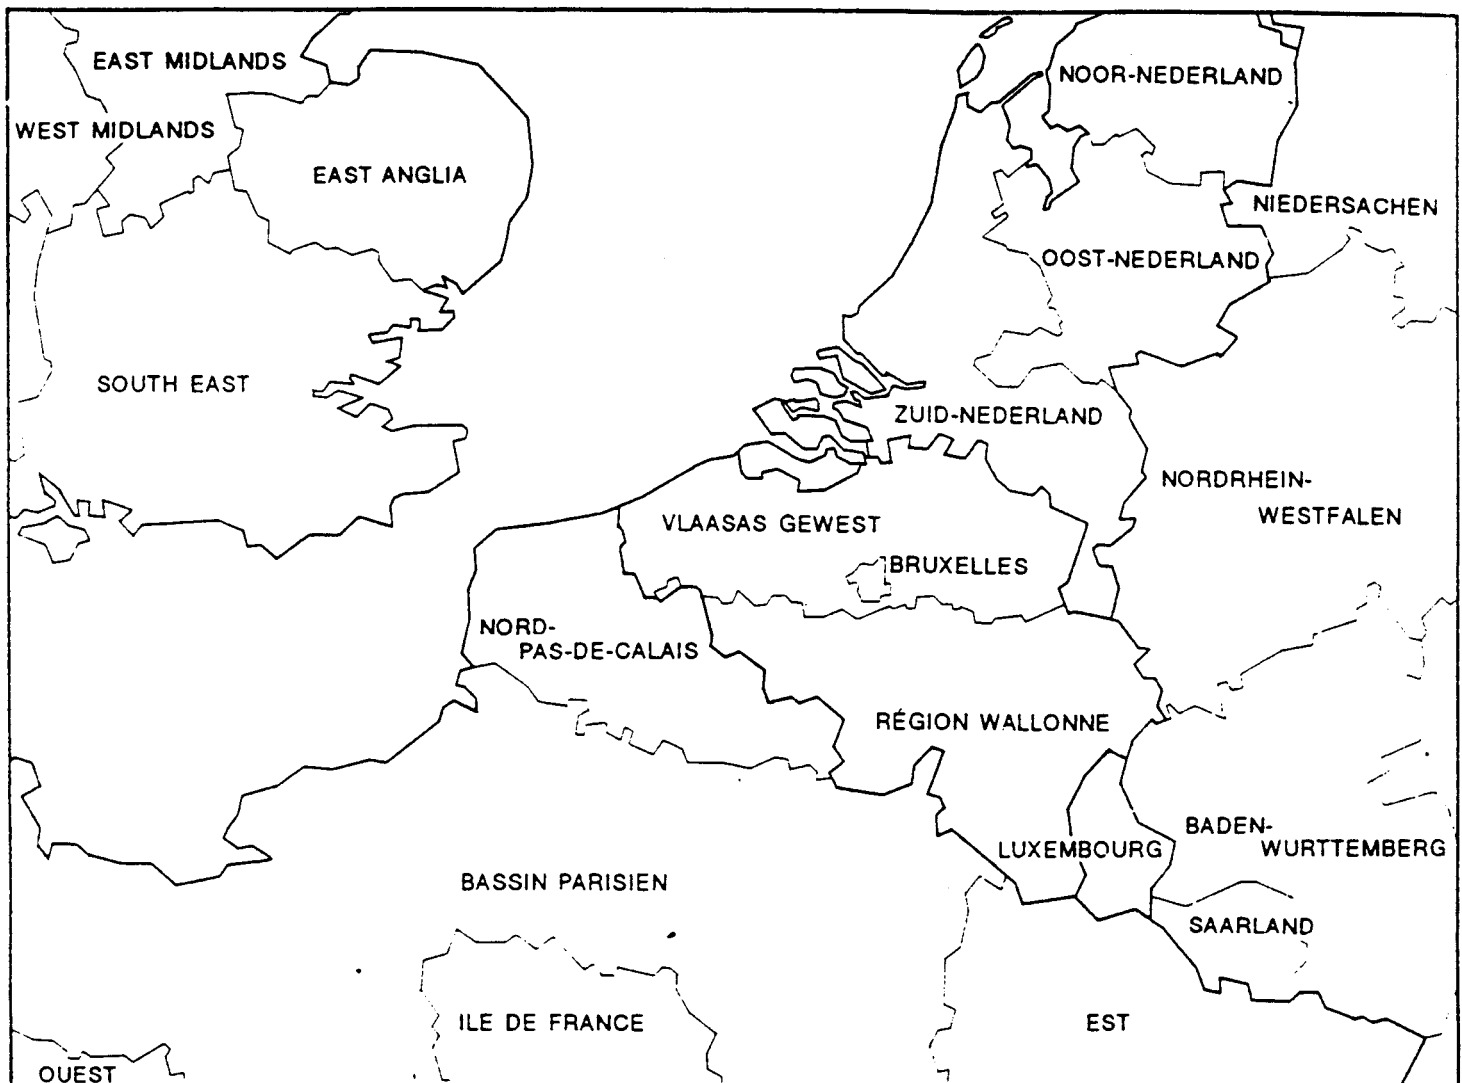 EAST MIDLANDS
NOOR-NEDERLAND
WEST MIDLANDS
EAST ANGLIA
NIEDERSACHEN
OOST-NEDERLAND
SOUTH EAST
ZUID-NEDERLAND
NORDRHEIN-
WESTFALEN
VLAASAS GEWEST
BRUXELLES
NORD-
PAS-DE-CALAIS
RÉGION WALLONNE
BADEN-
WURTTEMBERG
LUXEMBOURG
BASSIN PARISIEN
SAARLAND
ILE DE FRANCE
EST
OUEST